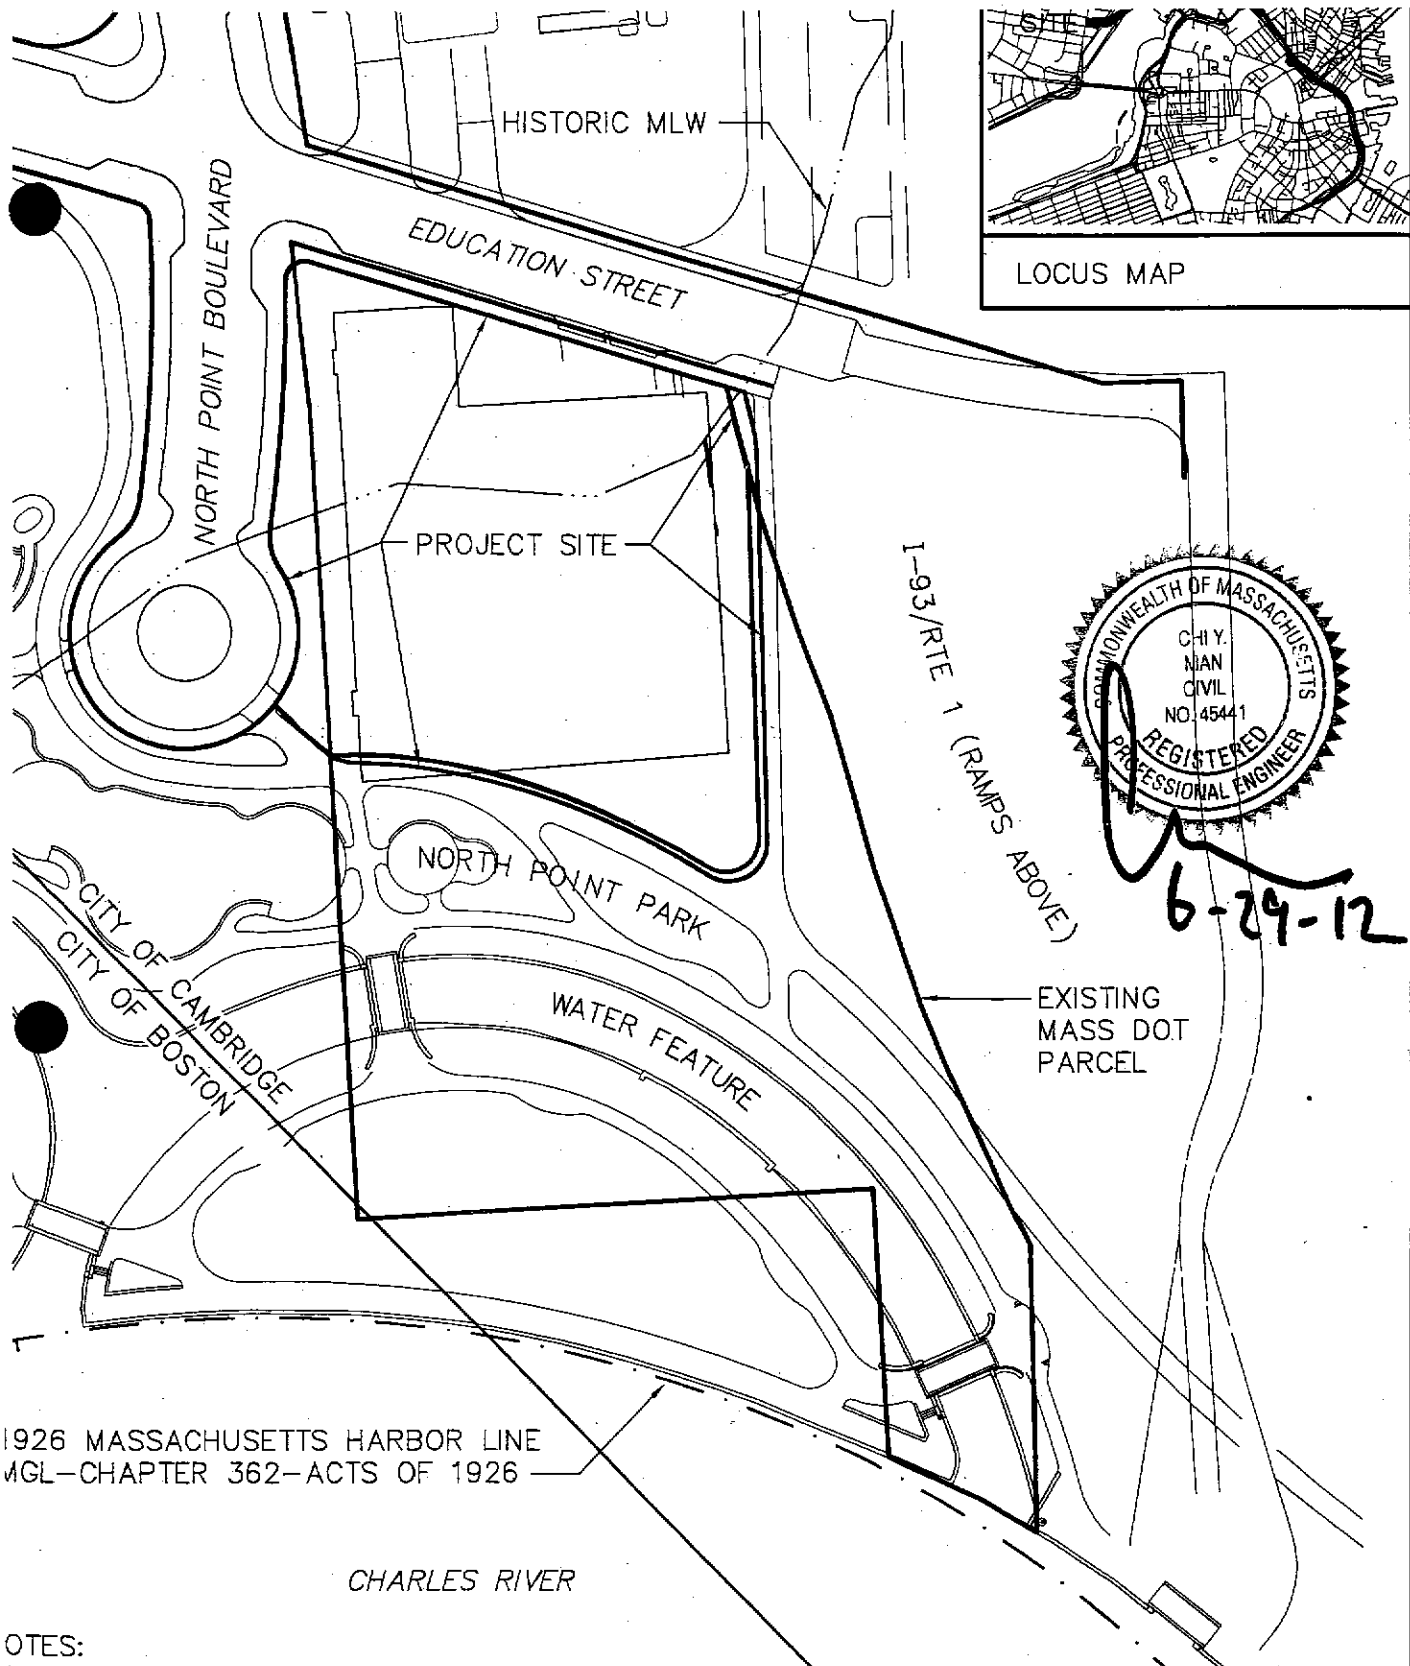 SITE
LOCUS MAP
HISTORIC MLW
EDUCATION STREET
NORTH POINT BOULEVARD
PROJECT SITE
I-93/RTE 1 (RAMPS ABOVE)
COMMONWEALTH OF MASSACHUSETTS
CHI Y.
MAN
CIVIL
NO. 45441
REGISTERED
PROFESSIONAL ENGINEER
6-29-12
NORTH POINT PARK
CITY OF CAMBRIDGE
CITY OF BOSTON
WATER FEATURE
EXISTING
MASS DOT
PARCEL
1926 MASSACHUSETTS HARBOR LINE
MGL-CHAPTER 362-ACTS OF 1926
CHARLES RIVER
OTES: